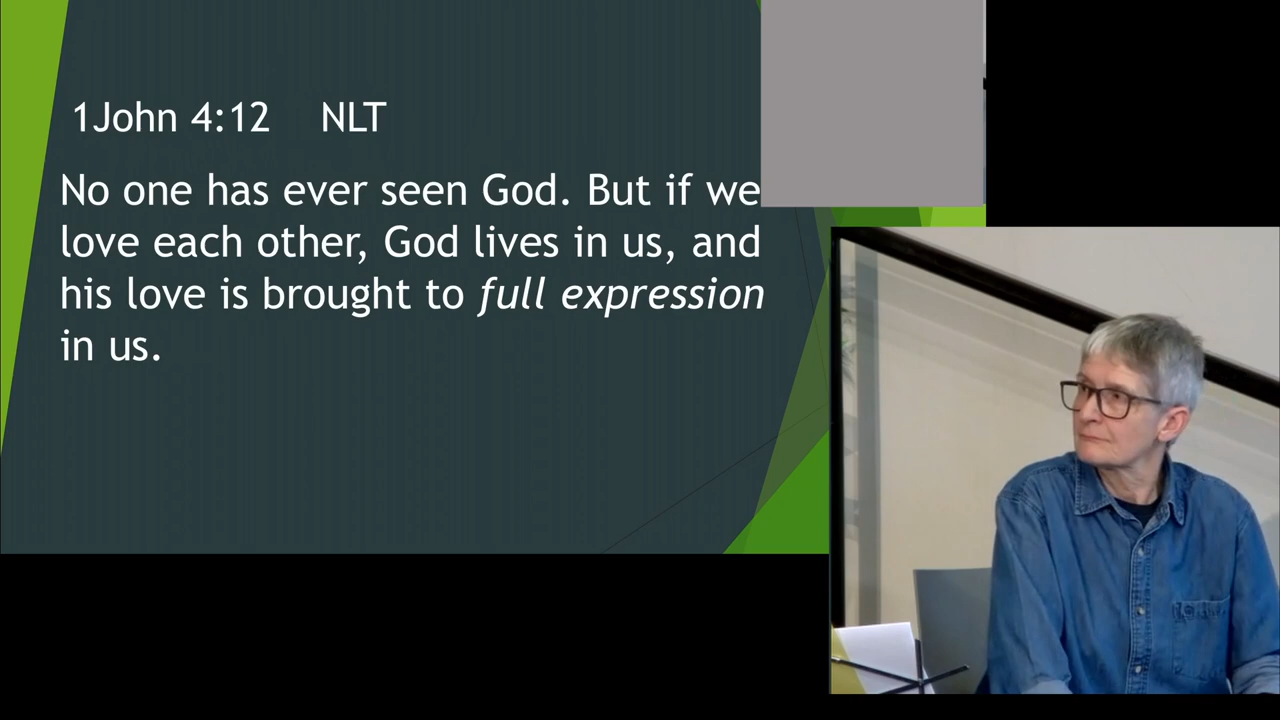 1John 4:12 NLT
No one has ever seen God. But if we
love each other, God lives in us, and
his love is brought to full expression
in us.